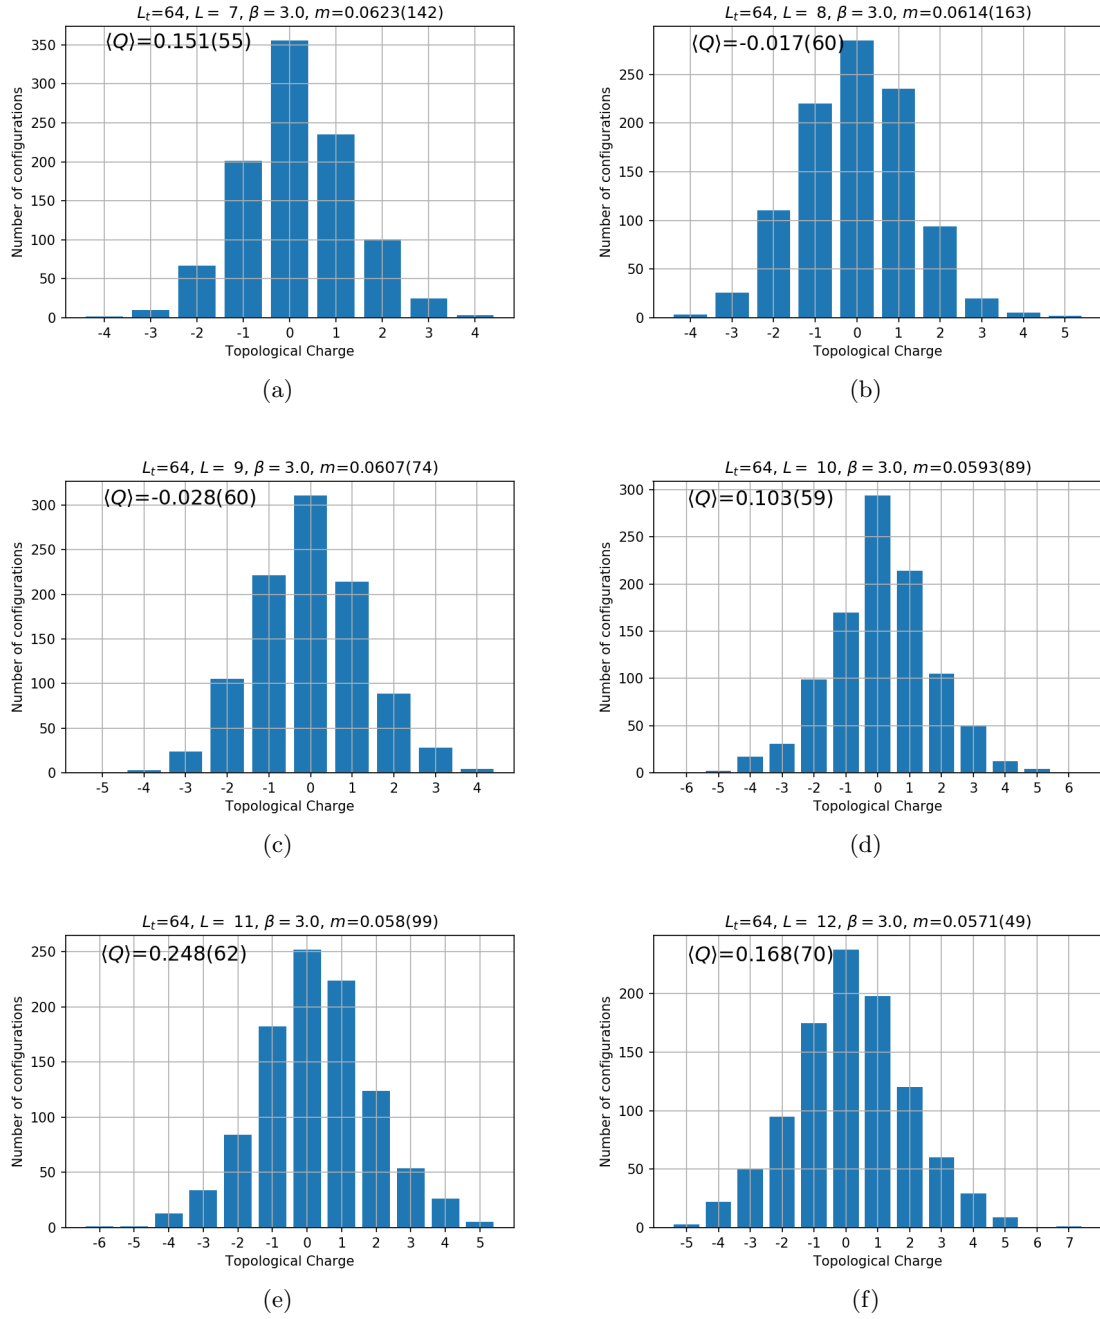 L_t=64, L= 7, β=3.0, m=0.0623(142)
⟨Q⟩=0.151(55)
Number of configurations
350
300
250
200
150
100
50
0
-4 -3 -2 -1 0 1 2 3 4
Topological Charge
(a)
L_t=64, L= 8, β=3.0, m=0.0614(163)
⟨Q⟩=-0.017(60)
Number of configurations
250
200
150
100
50
0
-4 -3 -2 -1 0 1 2 3 4 5
Topological Charge
(b)
L_t=64, L= 9, β=3.0, m=0.0607(74)
⟨Q⟩=-0.028(60)
Number of configurations
300
250
200
150
100
50
0
-5 -4 -3 -2 -1 0 1 2 3 4
Topological Charge
(c)
L_t=64, L= 10, β=3.0, m=0.0593(89)
⟨Q⟩=0.103(59)
Number of configurations
300
250
200
150
100
50
0
-6 -5 -4 -3 -2 -1 0 1 2 3 4 5 6
Topological Charge
(d)
L_t=64, L= 11, β=3.0, m=0.058(99)
⟨Q⟩=0.248(62)
Number of configurations
250
200
150
100
50
0
-6 -5 -4 -3 -2 -1 0 1 2 3 4 5
Topological Charge
(e)
L_t=64, L= 12, β=3.0, m=0.0571(49)
⟨Q⟩=0.168(70)
Number of configurations
200
150
100
50
0
-5 -4 -3 -2 -1 0 1 2 3 4 5 6 7
Topological Charge
(f)